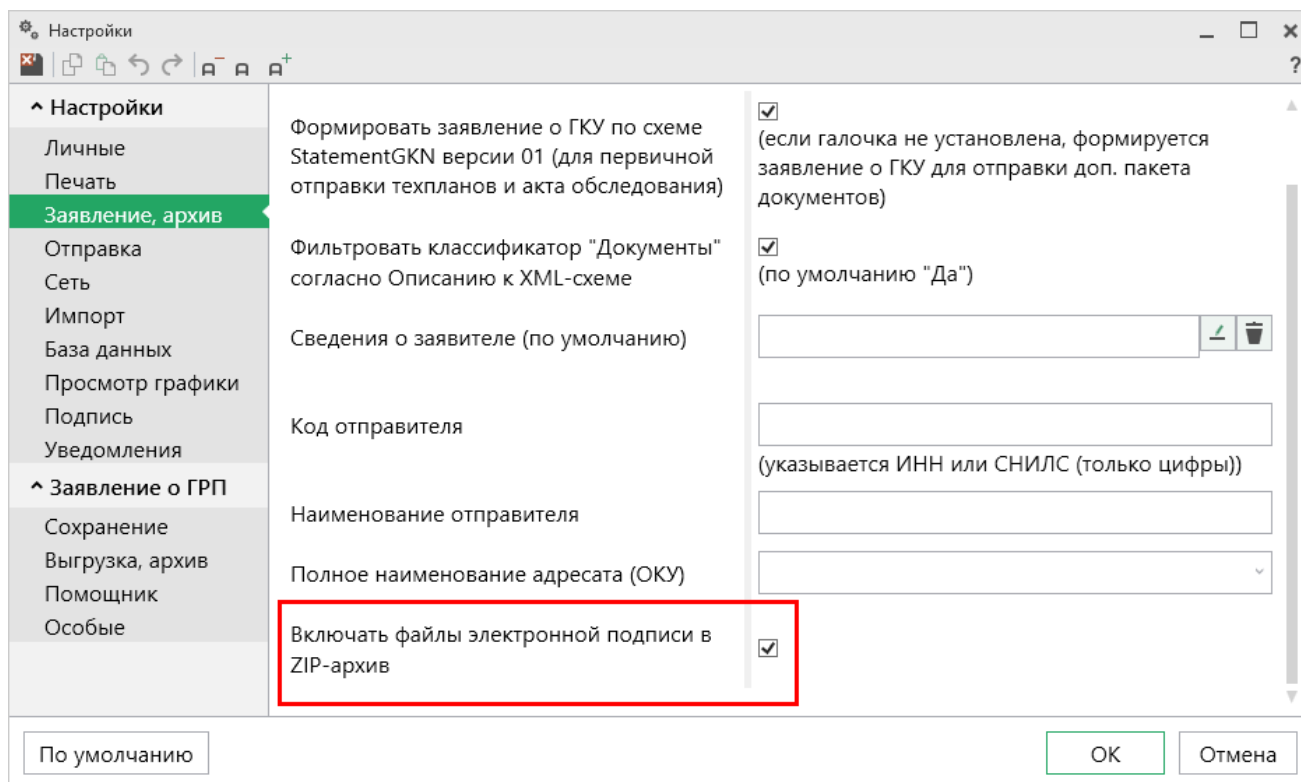 Настройки
?
Настройки
Личные
Печать
Заявление, архив
Отправка
Сеть
Импорт
База данных
Просмотр графики
Подпись
Уведомления
Заявление о ГРП
Сохранение
Выгрузка, архив
Помощник
Особые
Формировать заявление о ГКУ по схеме
StatementGKN версии 01 (для первичной
отправки техпланов и акта обследования)
(если галочка не установлена, формируется
заявление о ГКУ для отправки доп. пакета
документов)
Фильтровать классификатор "Документы"
согласно Описанию к XML-схеме
(по умолчанию "Да")
Сведения о заявителе (по умолчанию)
Код отправителя
(указывается ИНН или СНИЛС (только цифры))
Наименование отправителя
Полное наименование адресата (ОКУ)
Включать файлы электронной подписи в
ZIP-архив
По умолчанию
ОК
Отмена